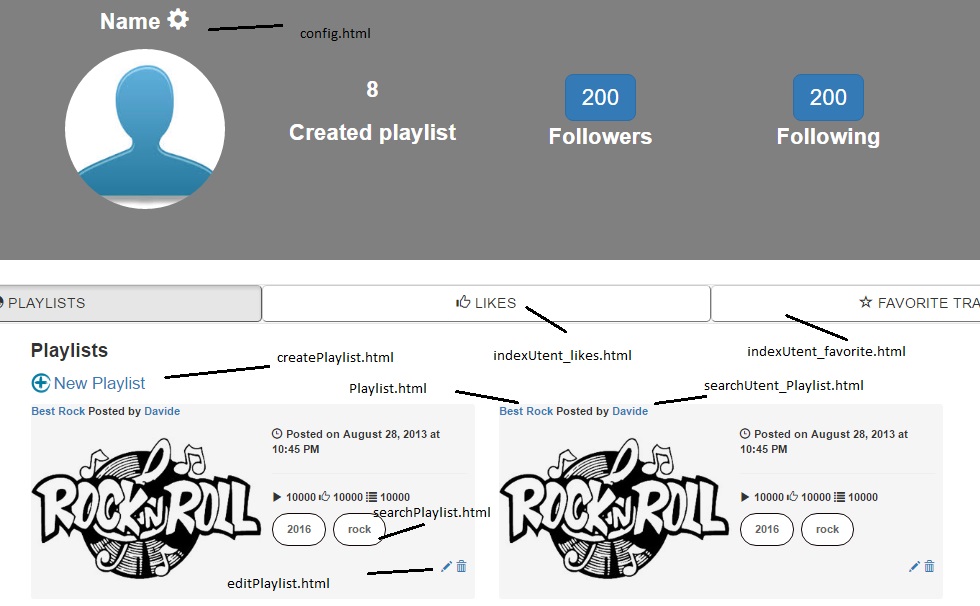 Name
config.html
8
200
200
Created playlist
Followers
Following
PLAYLISTS
LIKES
FAVORITE TRA
Playlists
createPlaylist.html
indexUtent_likes.html
indexUtent_favorite.html
New Playlist
Playlist.html
searchUtent_Playlist.html
Best Rock Posted by Davide
Posted on August 28, 2013 at
10:45 PM
ROCK'N'ROLL
10000 10000 10000
searchPlaylist.html
2016 rock
editPlaylist.html
Best Rock Posted by Davide
Posted on August 28, 2013 at
10:45 PM
ROCK'N'ROLL
10000 10000 10000
2016 rock